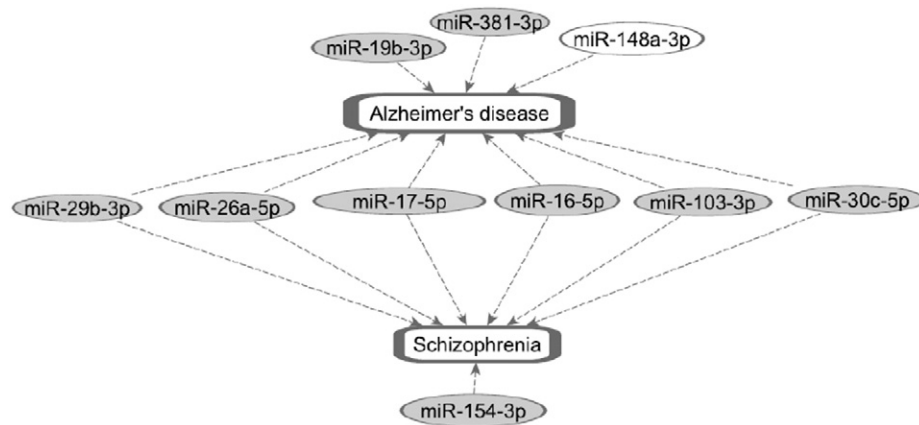 miR-381-3p
miR-19b-3p
miR-148a-3p
Alzheimer's disease
miR-29b-3p
miR-26a-5p
miR-17-5p
miR-16-5p
miR-103-3p
miR-30c-5p
Schizophrenia
miR-154-3p